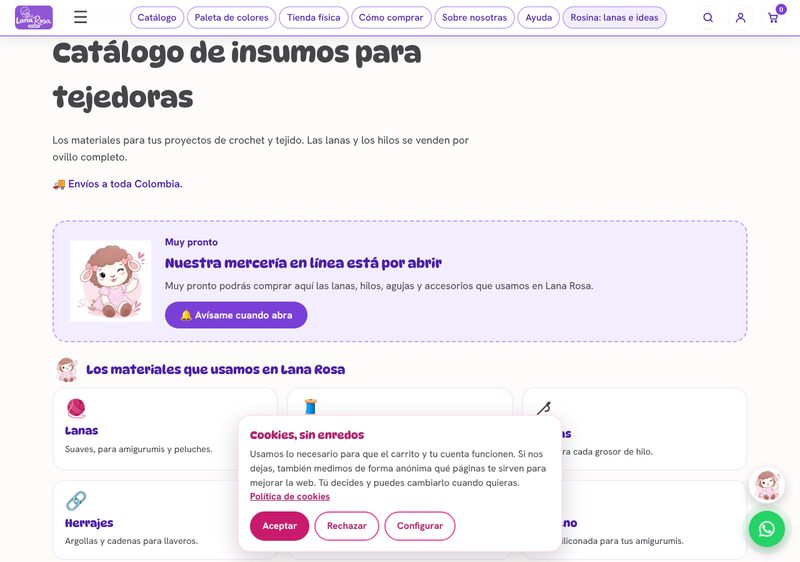 Lana Rosa
Catálogo
Paleta de colores
Tienda física
Cómo comprar
Sobre nosotras
Ayuda
Rosina: lanas e ideas
0
Catálogo de insumos para
tejedoras
Los materiales para tus proyectos de crochet y tejido. Las lanas y los hilos se venden por
ovillo completo.
🚚 Envíos a toda Colombia.
Muy pronto
Nuestra mercería en línea está por abrir
Muy pronto podrás comprar aquí las lanas, hilos, agujas y accesorios que usamos en Lana Rosa.
🔔 Avísame cuando abra
Los materiales que usamos en Lana Rosa
Lanas
Suaves, para amigurumis y peluches.
cada grosor de hilo.
Cookies, sin enredos
Usamos lo necesario para que el carrito y tu cuenta funcionen. Si nos
dejas, también medimos de forma anónima qué páginas te sirven para
mejorar la web. Tú decides y puedes cambiarlo cuando quieras.
Política de cookies
Aceptar
Rechazar
Configurar
Herrajes
Argollas y cadenas para llaveros.
para tus amigurumis.